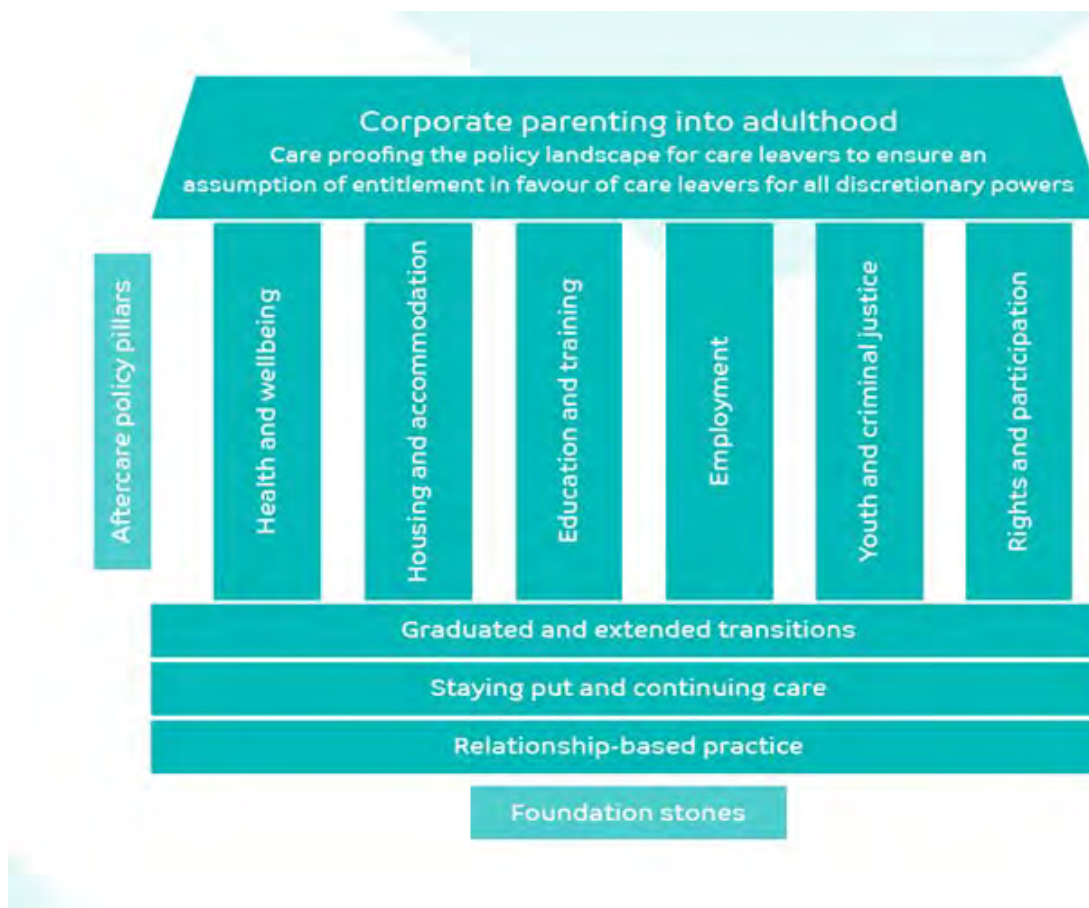 Corporate parenting into adulthood
Care proofing the policy landscape for care leavers to ensure an
assumption of entitlement in favour of care leavers for all discretionary powers
Aftercare policy pillars
Health and wellbeing
Housing and accommodation
Education and training
Employment
Youth and criminal justice
Rights and participation
Graduated and extended transitions
Staying put and continuing care
Relationship-based practice
Foundation stones